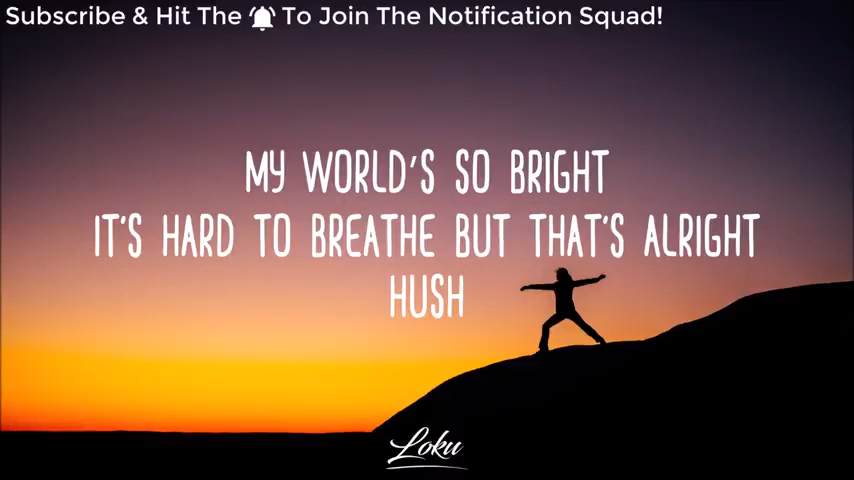 Subscribe & Hit The To Join The Notification Squad!
MY WORLD'S SO BRIGHT
IT'S HARD TO BREATHE BUT THAT'S ALRIGHT
HUSH
Loku